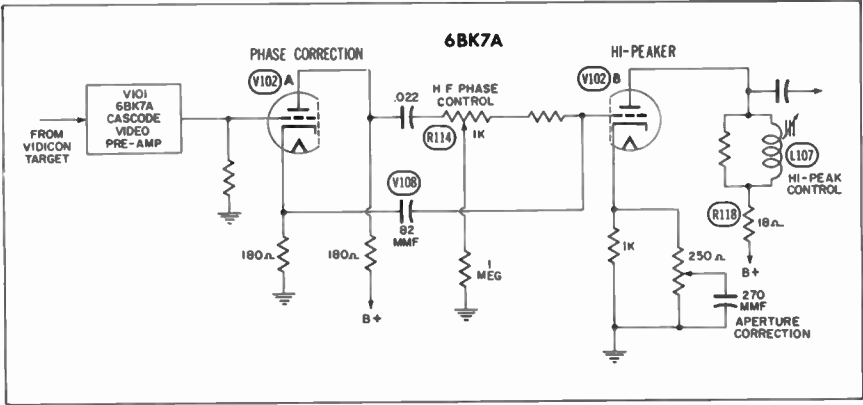 6BK7A
PHASE CORRECTION
HI-PEAKER
V102 A
V102 B
V101
6BK7A
CASCODE
VIDEO
PRE-AMP
FROM
VIDICON
TARGET
.022
H F PHASE
CONTROL
R114
1K
V108
82
MMF
180Ω
180Ω
B+
1
MEG
1K
250Ω
270
MMF
APERTURE
CORRECTION
L107
HI-PEAK
CONTROL
R118
18Ω
B+